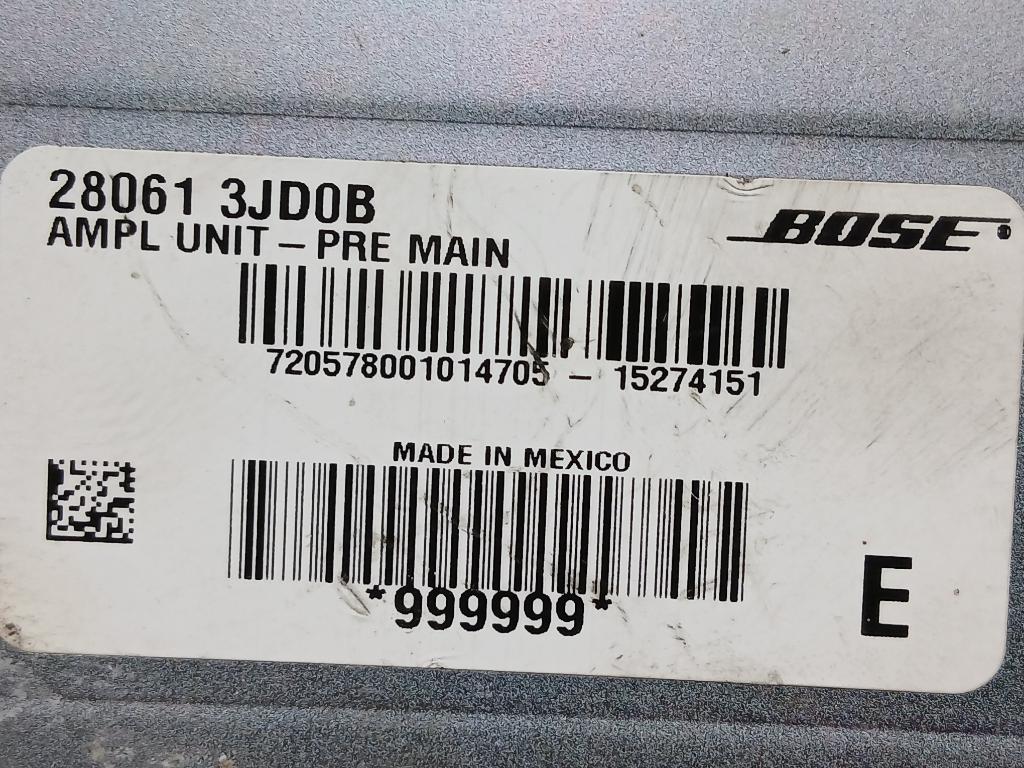 28061 3JD0B
BOSE®
AMPL UNIT – PRE MAIN
720578001014705 – 15274151
MADE IN MEXICO
*999999*
E